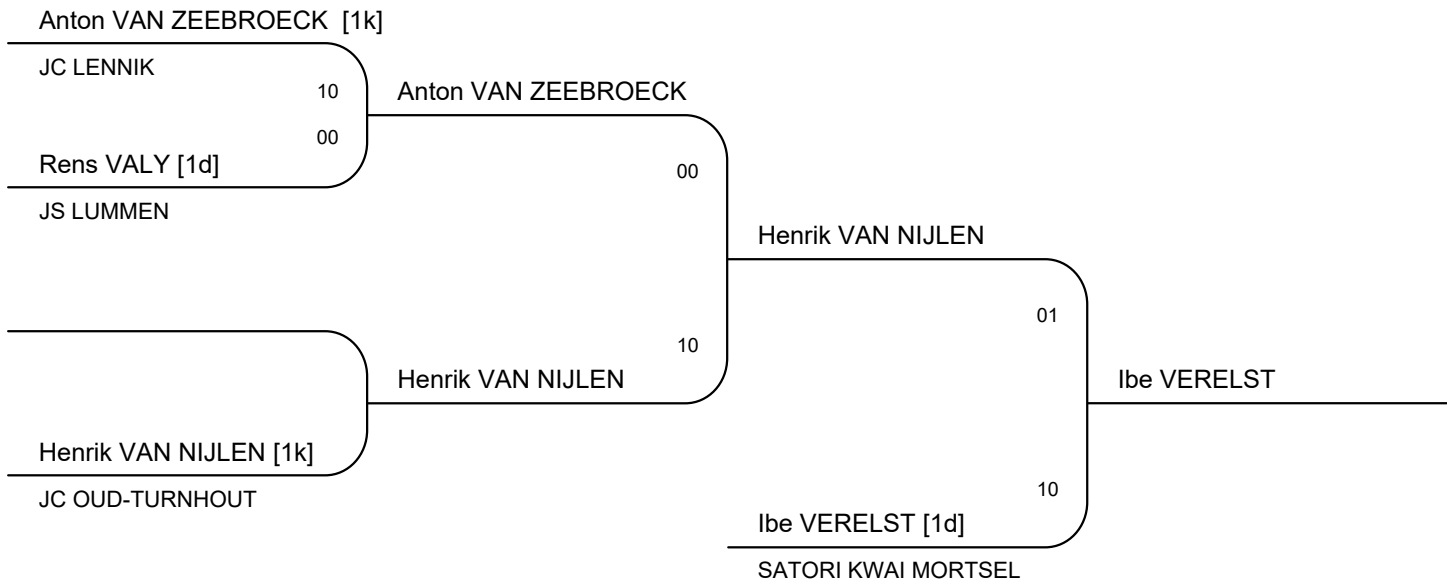 Anton VAN ZEEBROECK [1k]
JC LENNIK
10
Anton VAN ZEEBROECK
00
Rens VALY [1d]
00
JS LUMMEN
Henrik VAN NIJLEN
01
10
Henrik VAN NIJLEN
Ibe VERELST
Henrik VAN NIJLEN [1k]
JC OUD-TURNHOUT
10
Ibe VERELST [1d]
SATORI KWAI MORTSEL